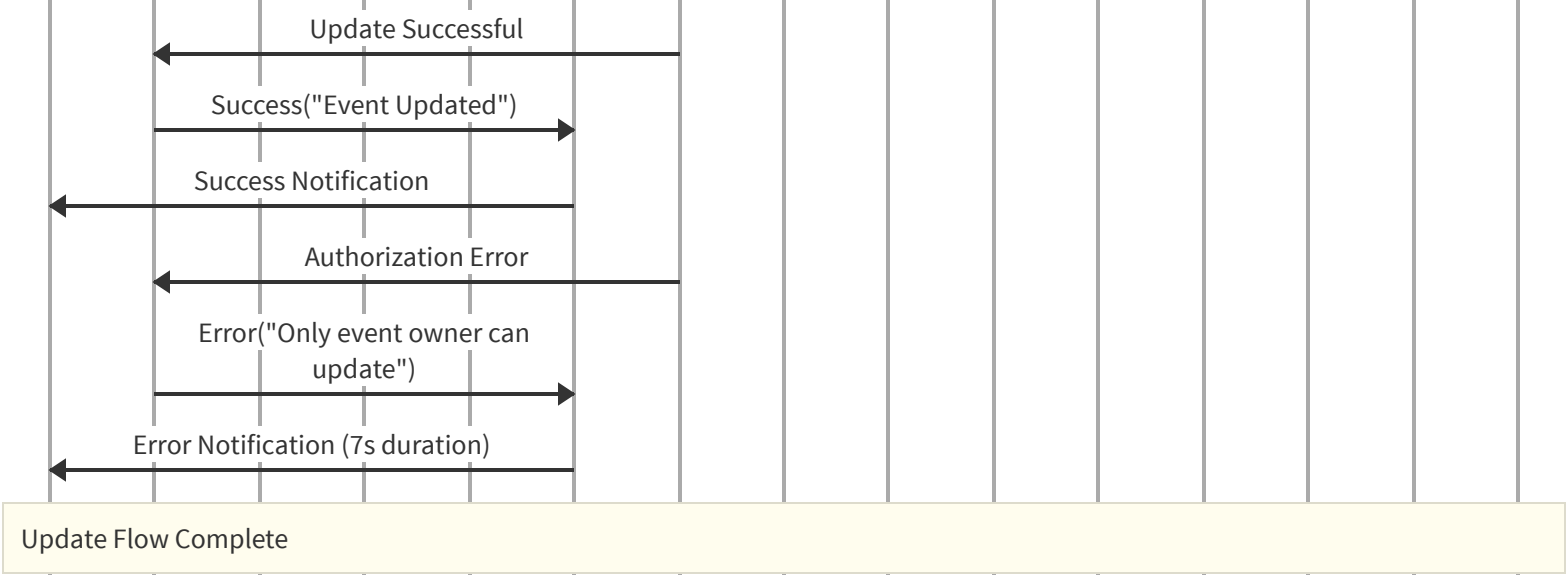 Update Successful
Success("Event Updated")
Success Notification
Authorization Error
Error("Only event owner can
update")
Error Notification (7s duration)
Update Flow Complete